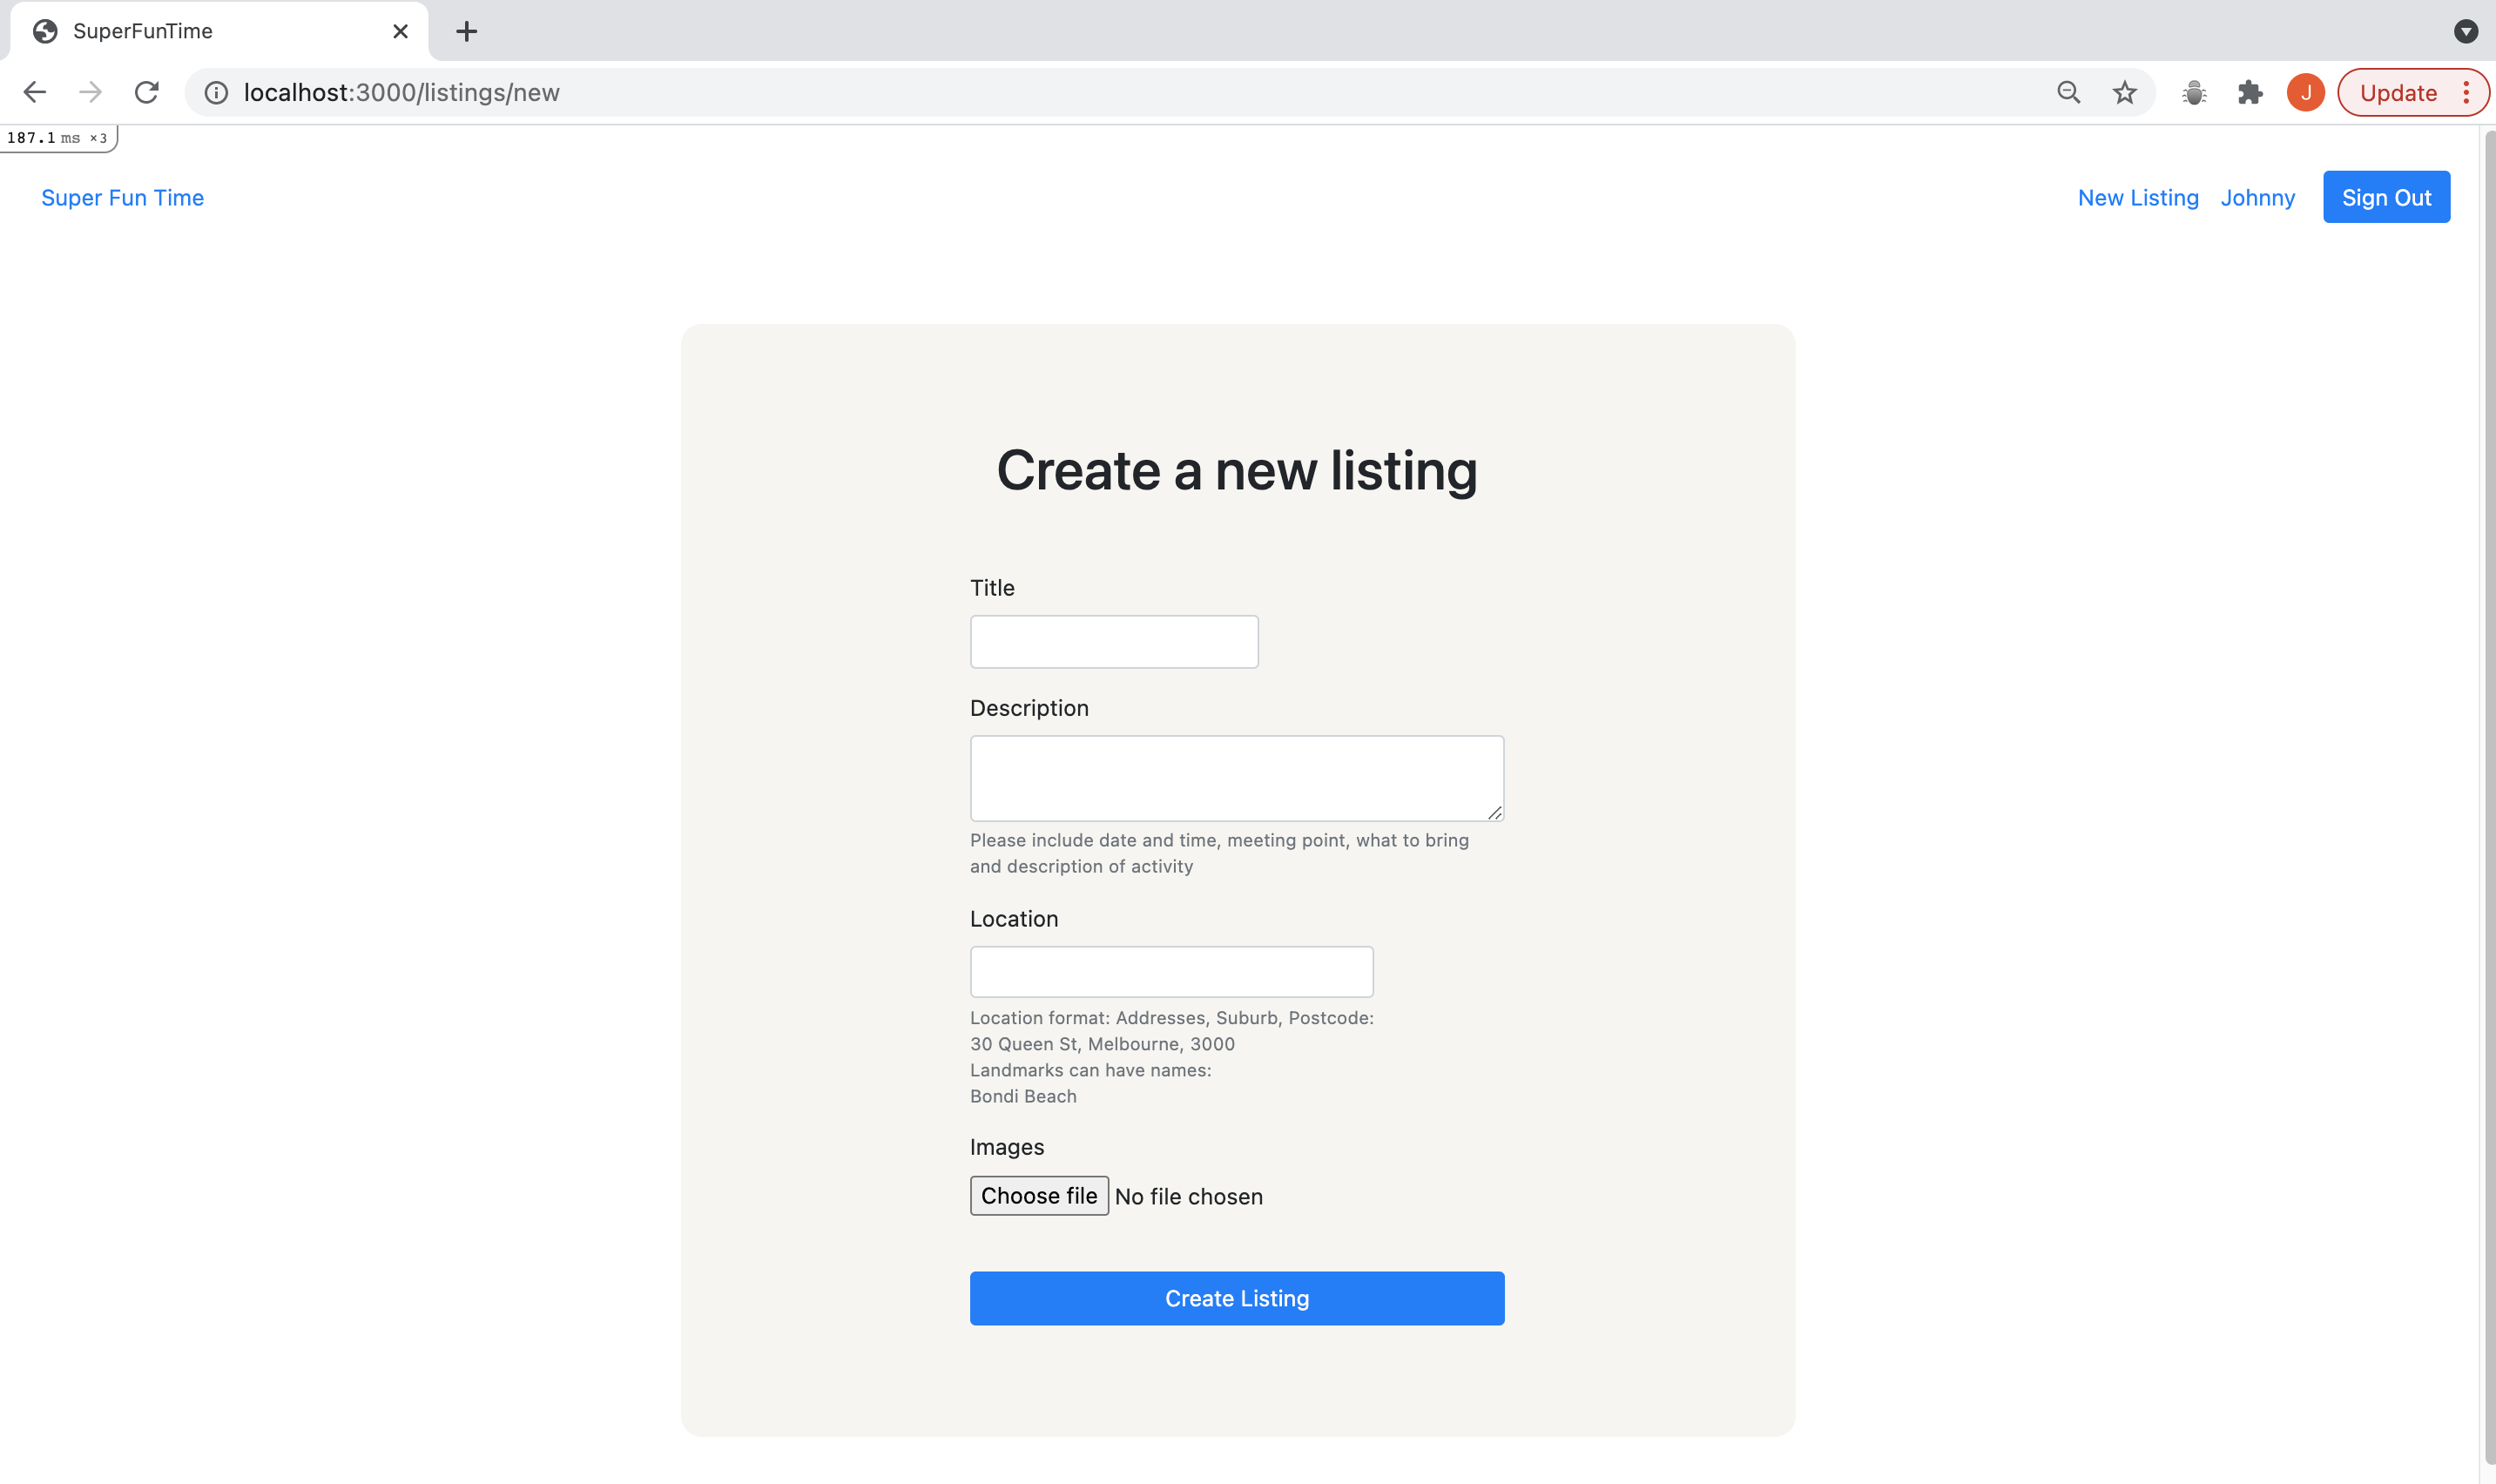 SuperFunTime
localhost:3000/listings/new
J
Update
187.1 ms ×3
Super Fun Time
New Listing
Johnny
Sign Out
Create a new listing
Title
Description
Please include date and time, meeting point, what to bring
and description of activity
Location
Location format: Addresses, Suburb, Postcode:
30 Queen St, Melbourne, 3000
Landmarks can have names:
Bondi Beach
Images
Choose file No file chosen
Create Listing